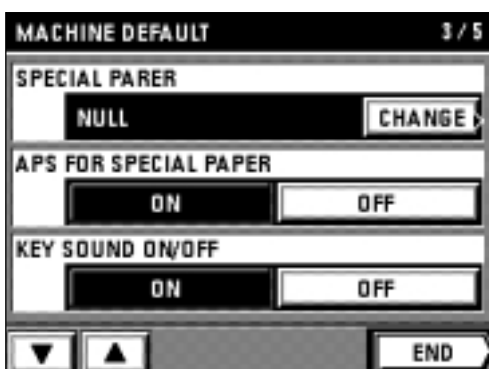 MACHINE DEFAULT 3/5
SPECIAL PARER
NULL CHANGE
APS FOR SPECIAL PAPER
ON OFF
KEY SOUND ON/OFF
ON OFF
▼ ▲ END